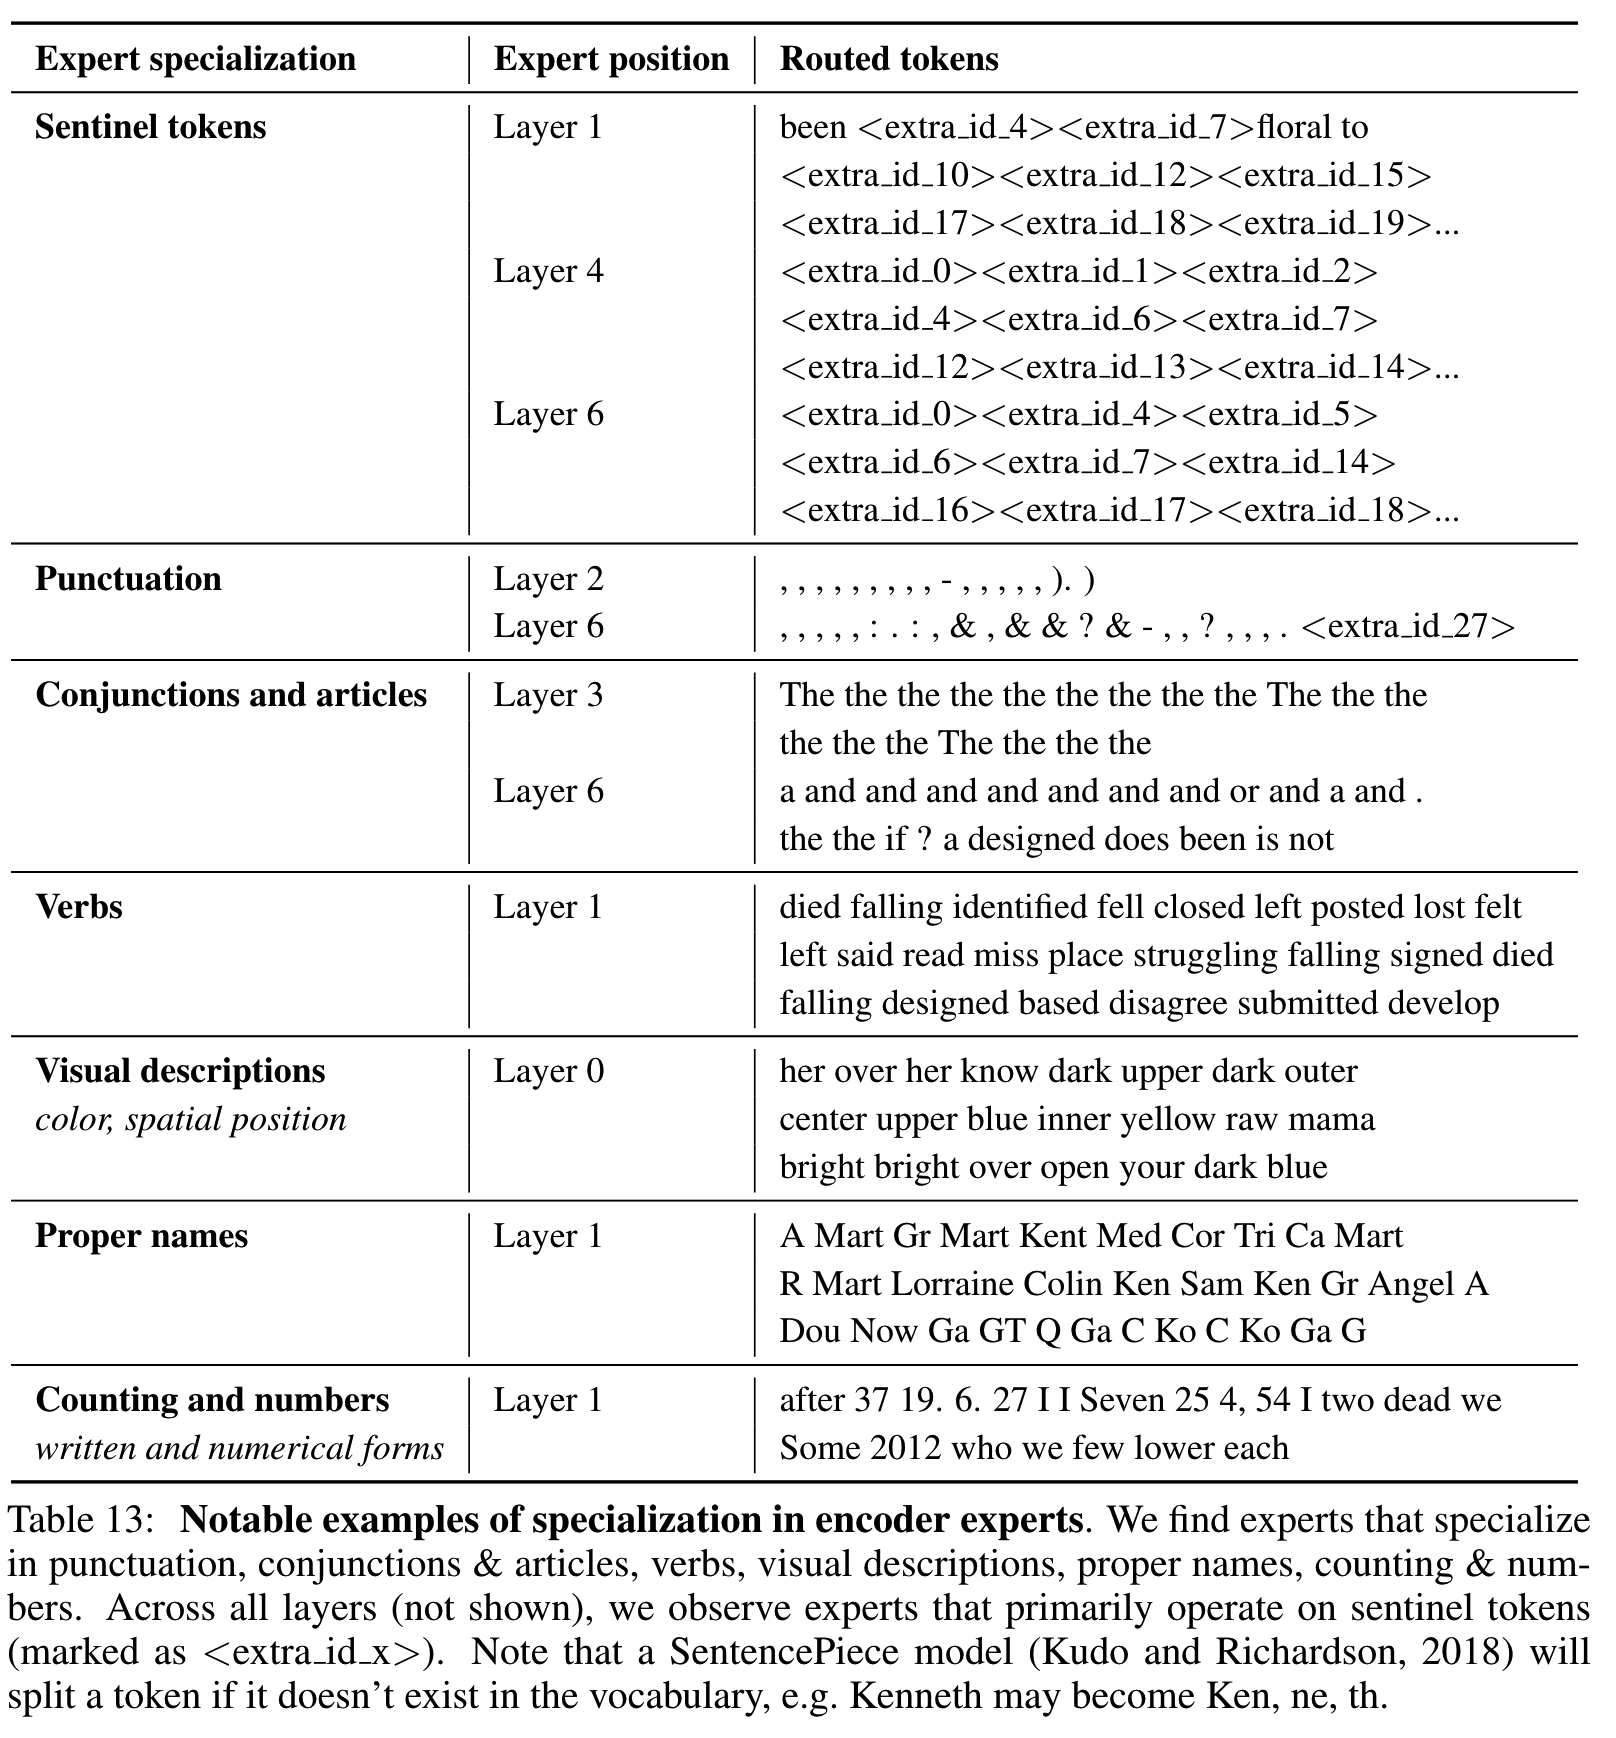 Expert specialization Expert position Routed tokens
Sentinel tokens Layer 1 been <extra_id_4><extra_id_7>floral to
<extra_id_10><extra_id_12><extra_id_15>
<extra_id_17><extra_id_18><extra_id_19>...
Layer 4 <extra_id_0><extra_id_1><extra_id_2>
<extra_id_4><extra_id_6><extra_id_7>
<extra_id_12><extra_id_13><extra_id_14>...
Layer 6 <extra_id_0><extra_id_4><extra_id_5>
<extra_id_6><extra_id_7><extra_id_14>
<extra_id_16><extra_id_17><extra_id_18>...
Punctuation Layer 2 , , , , , , , , , - , , , , , ). )
Layer 6 , , , , , : . : , & , & & ? & - , , ? , , , . <extra_id_27>
Conjunctions and articles Layer 3 The the the the the the the the the The the the
the the the The the the the
Layer 6 a and and and and and and and or and a and .
the the if ? a designed does been is not
Verbs Layer 1 died falling identified fell closed left posted lost felt
left said read miss place struggling falling signed died
falling designed based disagree submitted develop
Visual descriptions Layer 0 her over her know dark upper dark outer
color, spatial position center upper blue inner yellow raw mama
bright bright over open your dark blue
Proper names Layer 1 A Mart Gr Mart Kent Med Cor Tri Ca Mart
R Mart Lorraine Colin Ken Sam Ken Gr Angel A
Dou Now Ga GT Q Ga C Ko C Ko Ga G
Counting and numbers Layer 1 after 37 19. 6. 27 I I Seven 25 4, 54 I two dead we
written and numerical forms Some 2012 who we few lower each
Table 13: Notable examples of specialization in encoder experts. We find experts that specialize
in punctuation, conjunctions & articles, verbs, visual descriptions, proper names, counting & num-
bers. Across all layers (not shown), we observe experts that primarily operate on sentinel tokens
(marked as <extra_id_x>). Note that a SentencePiece model (Kudo and Richardson, 2018) will
split a token if it doesn't exist in the vocabulary, e.g. Kenneth may become Ken, ne, th.